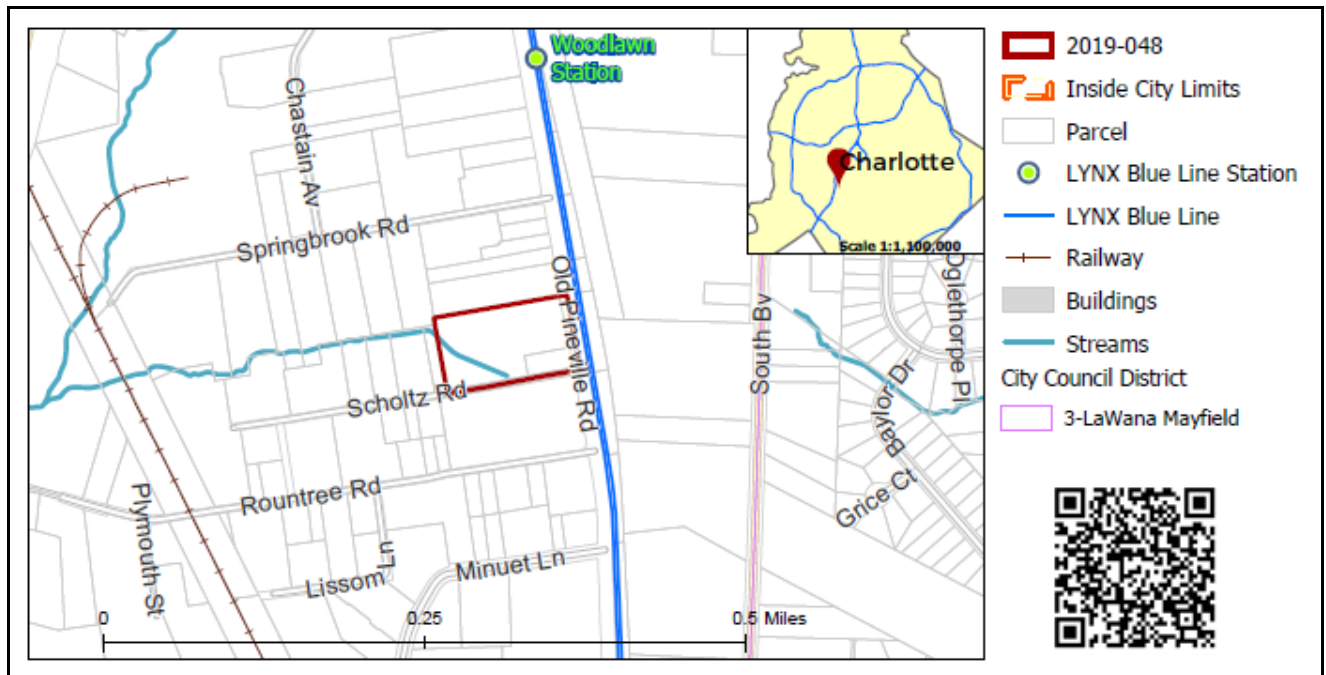 Woodlawn
Station
Chastain Av
Springbrook Rd
Old Pineville Rd
Scholtz Rd
Rountree Rd
Plymouth St
Lissom
Ln
Minuet Ln
South Bv
Baylor Dr
Grice Ct
Oglethorpe Pl
0
0.25
0.5 Miles
Charlotte
Scale 1:1,100,000
2019-048
Inside City Limits
Parcel
LYNX Blue Line Station
LYNX Blue Line
Railway
Buildings
Streams
City Council District
3-LaWana Mayfield